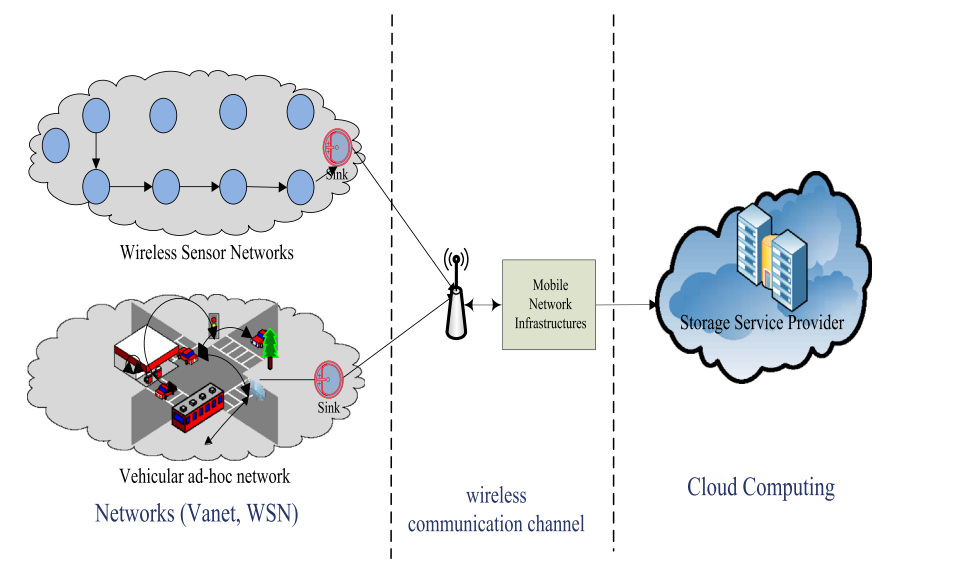 Sink
Wireless Sensor Networks
Sink
Vehicular ad-hoc network
Networks (Vanet, WSN)
Mobile
Network
Infrastructures
wireless
communication channel
Storage Service Provider
Cloud Computing